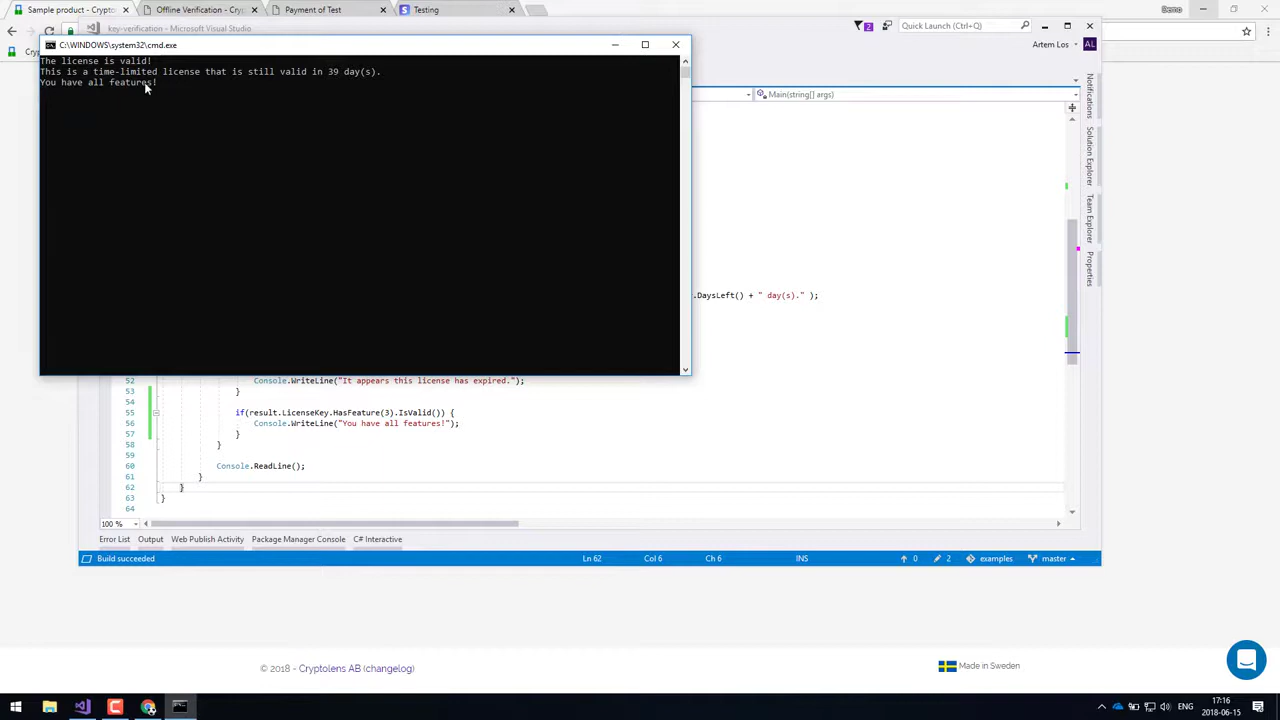 Sample product - Cryptol
Offline Verification - Cryp
Payment of Test
Testing
Demo
key-verification - Microsoft Visual Studio
2
Quick Launch (Ctrl+Q)
Artem Los
AL
C:\WINDOWS\system32\cmd.exe
The license is valid!
This is a time-limited license that is still valid in 39 day(s).
You have all features!
Main(string[] args)
Notifications
Solution Explorer
Team Explorer
Properties
.DaysLeft() + " day(s)." );
52 Console.WriteLine("It appears this license has expired.");
53 }
54
55 if(result.LicenseKey.HasFeature(3).IsValid()) {
56 Console.WriteLine("You have all features!");
57 }
58 }
59
60 Console.ReadLine();
61 }
62 }
63 }
64
100 %
Error List Output Web Publish Activity Package Manager Console C# Interactive
Build succeeded Ln 62 Col 6 Ch 6 INS 0 2 examples master
© 2018 - Cryptolens AB (changelog)
Made in Sweden
ENG
17:16
2018-06-15